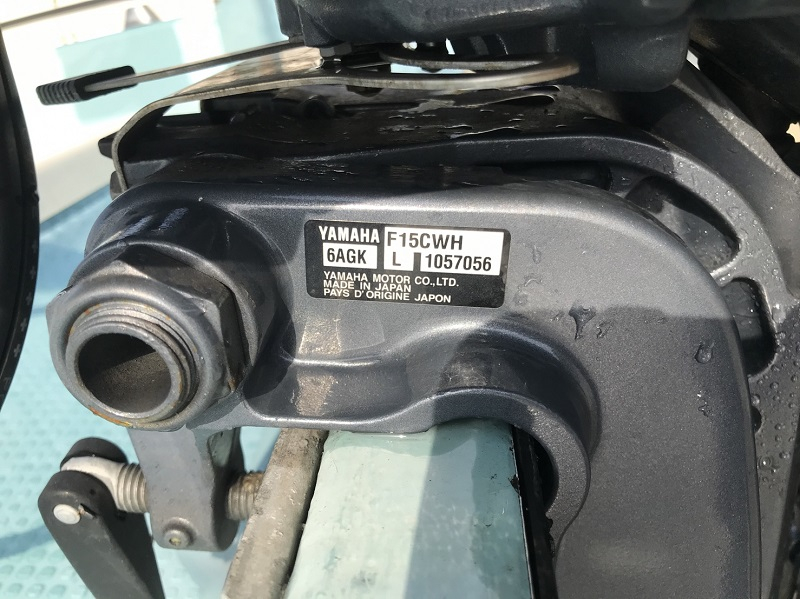 YAMAHA F15CWH
6AGK L 1057056
YAMAHA MOTOR CO.,LTD.
MADE IN JAPAN
PAYS D'ORIGINE JAPON